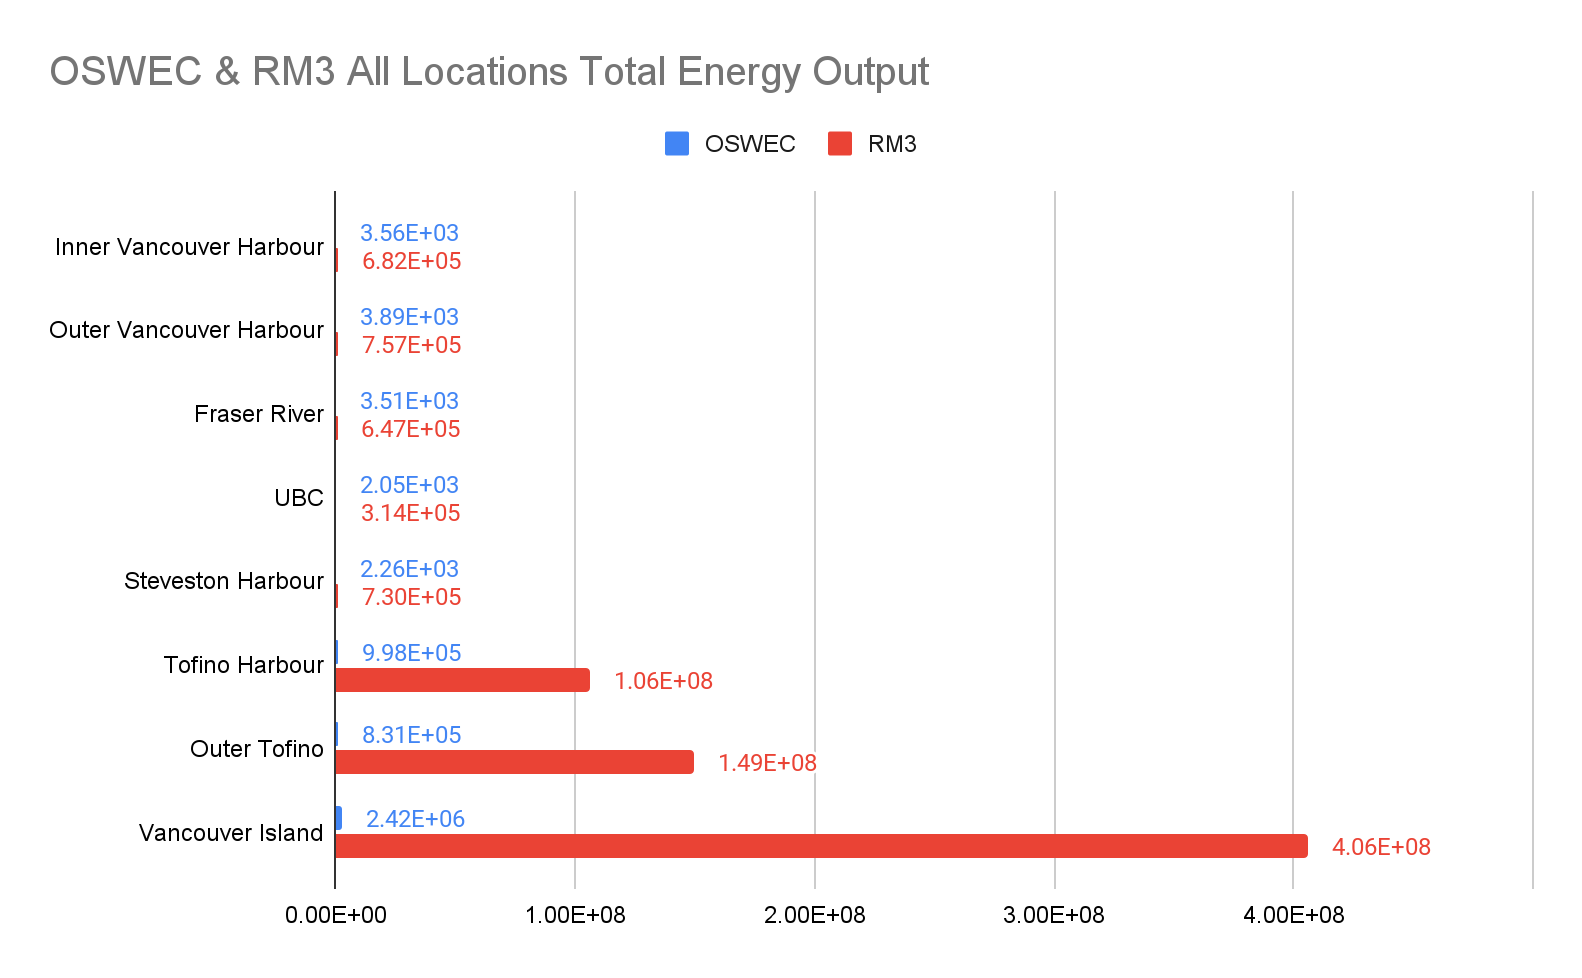 OSWEC & RM3 All Locations Total Energy Output
OSWEC RM3
Inner Vancouver Harbour 3.56E+03
6.82E+05
Outer Vancouver Harbour 3.89E+03
7.57E+05
Fraser River 3.51E+03
6.47E+05
UBC 2.05E+03
3.14E+05
Steveston Harbour 2.26E+03
7.30E+05
Tofino Harbour 9.98E+05
1.06E+08
Outer Tofino 8.31E+05
1.49E+08
Vancouver Island 2.42E+06
4.06E+08
0.00E+00 1.00E+08 2.00E+08 3.00E+08 4.00E+08